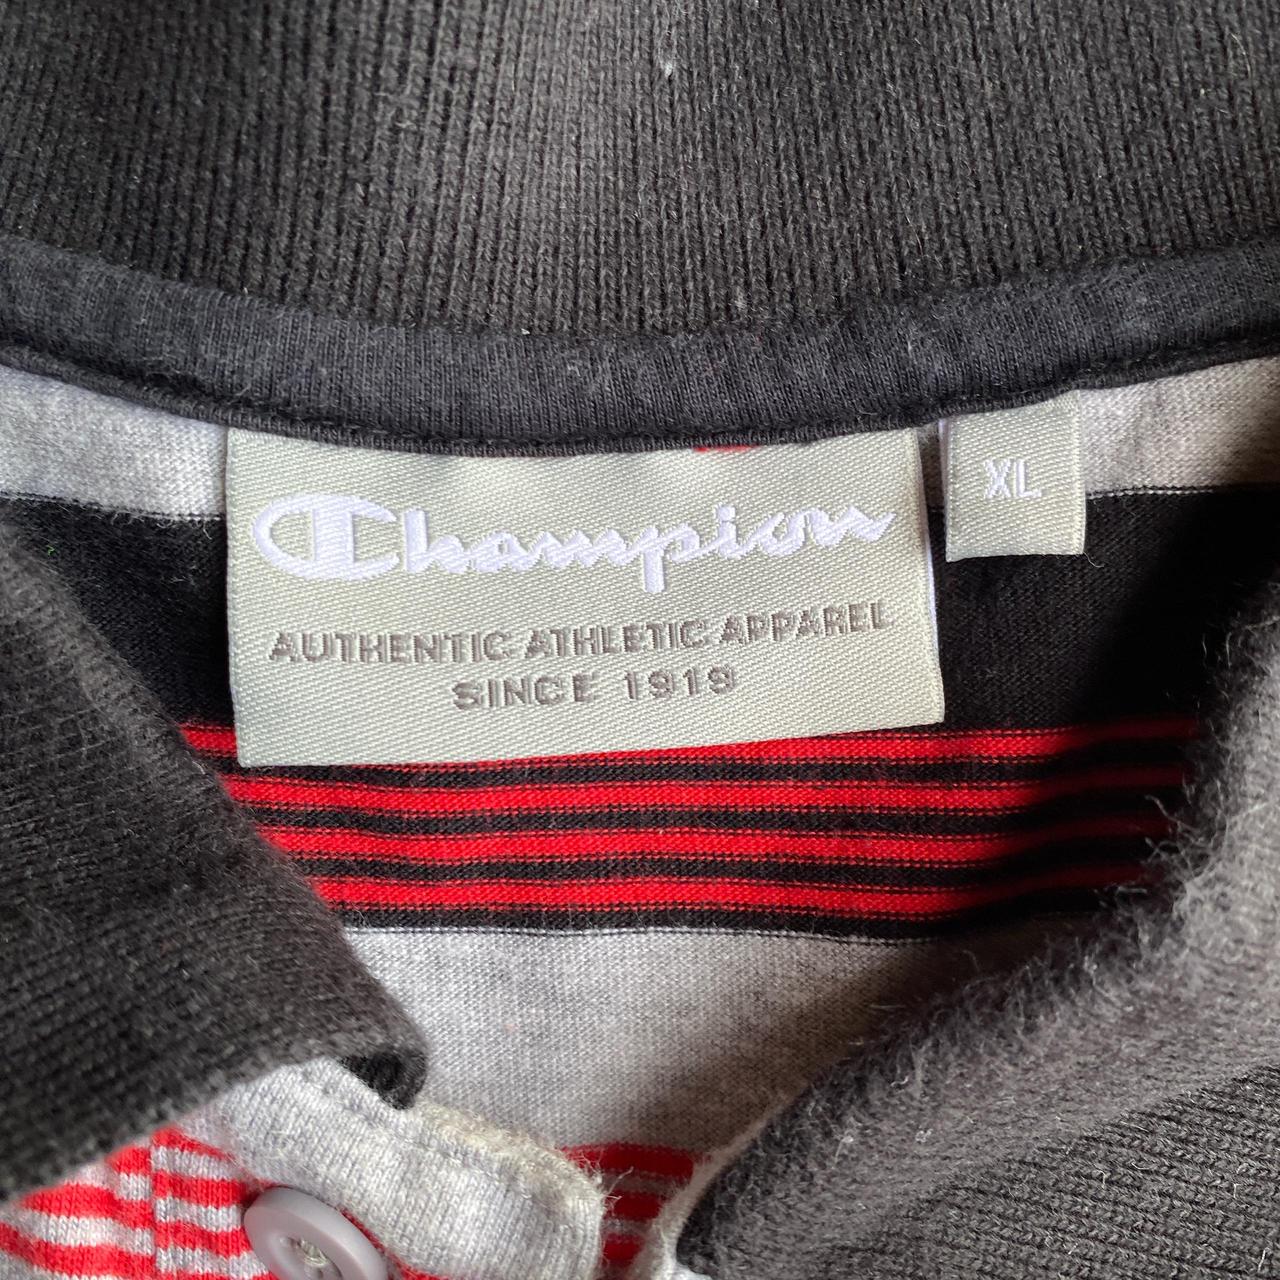 Champion
AUTHENTIC ATHLETIC APPAREL
SINCE 1919
XL